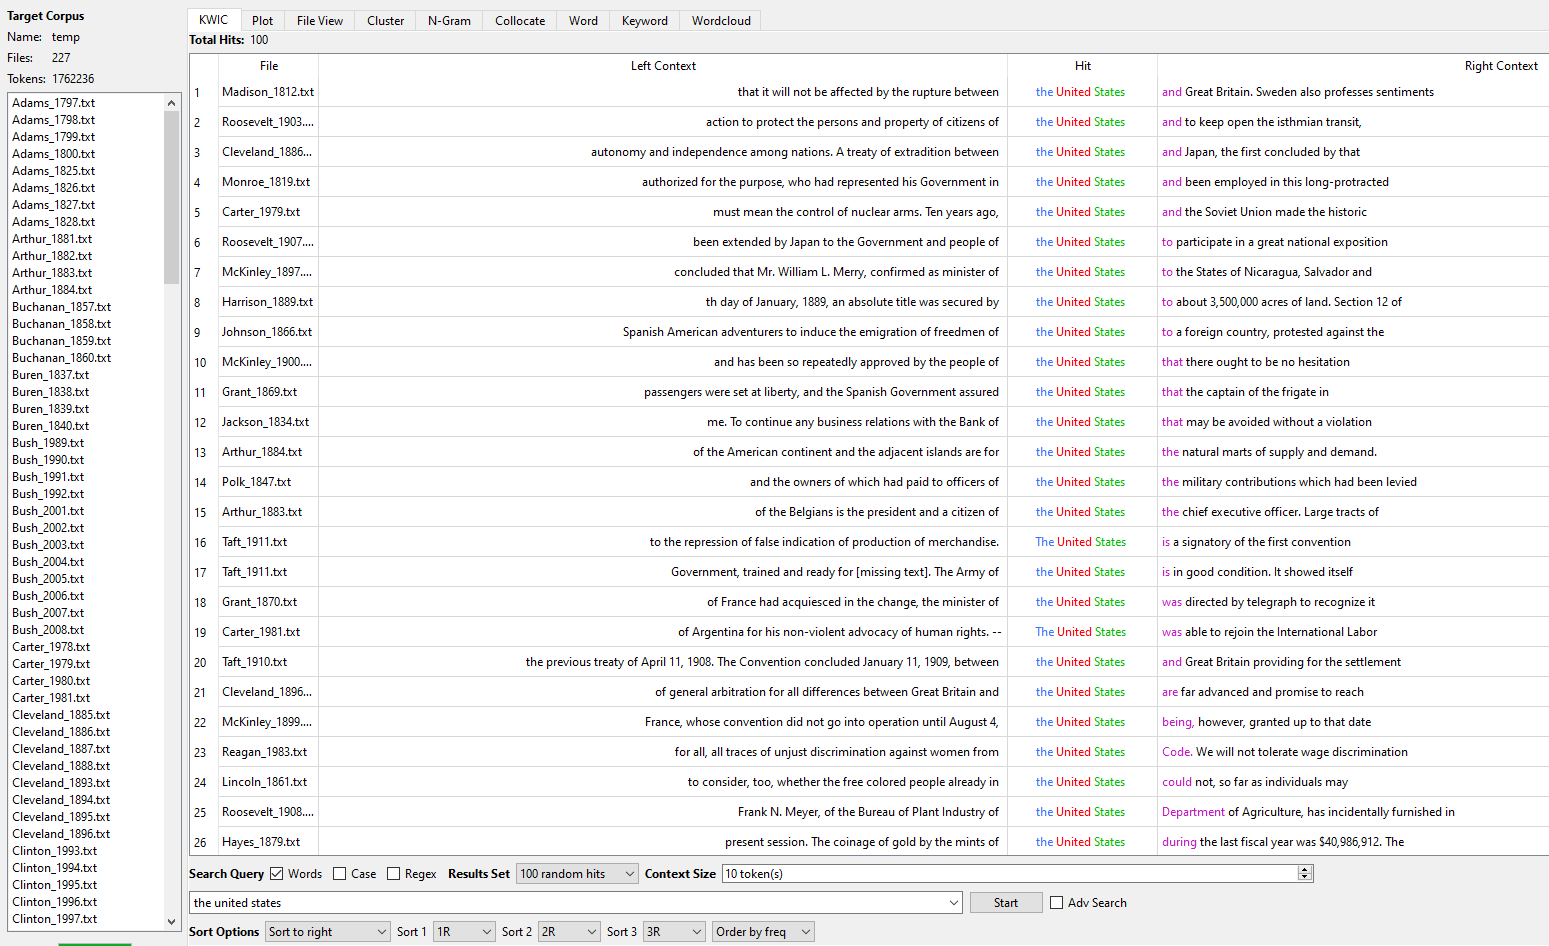 Target Corpus
Name: temp
Files: 227
Tokens: 1762236
Adams_1797.txt
Adams_1798.txt
Adams_1799.txt
Adams_1800.txt
Adams_1825.txt
Adams_1826.txt
Adams_1827.txt
Adams_1828.txt
Arthur_1881.txt
Arthur_1882.txt
Arthur_1883.txt
Arthur_1884.txt
Buchanan_1857.txt
Buchanan_1858.txt
Buchanan_1859.txt
Buchanan_1860.txt
Buren_1837.txt
Buren_1838.txt
Buren_1839.txt
Buren_1840.txt
Bush_1989.txt
Bush_1990.txt
Bush_1991.txt
Bush_1992.txt
Bush_2001.txt
Bush_2002.txt
Bush_2003.txt
Bush_2004.txt
Bush_2005.txt
Bush_2006.txt
Bush_2007.txt
Bush_2008.txt
Carter_1978.txt
Carter_1979.txt
Carter_1980.txt
Carter_1981.txt
Cleveland_1885.txt
Cleveland_1886.txt
Cleveland_1887.txt
Cleveland_1888.txt
Cleveland_1893.txt
Cleveland_1894.txt
Cleveland_1895.txt
Cleveland_1896.txt
Clinton_1993.txt
Clinton_1994.txt
Clinton_1995.txt
Clinton_1996.txt
Clinton_1997.txt
KWIC Plot File View Cluster N-Gram Collocate Word Keyword Wordcloud
Total Hits: 100
File Left Context Hit Right Context
1 Madison_1812.txt that it will not be affected by the rupture between the United States and Great Britain. Sweden also professes sentiments
2 Roosevelt_1903.... action to protect the persons and property of citizens of the United States and to keep open the isthmian transit,
3 Cleveland_1886... autonomy and independence among nations. A treaty of extradition between the United States and Japan, the first concluded by that
4 Monroe_1819.txt authorized for the purpose, who had represented his Government in the United States and been employed in this long-protracted
5 Carter_1979.txt must mean the control of nuclear arms. Ten years ago, the United States and the Soviet Union made the historic
6 Roosevelt_1907.... been extended by Japan to the Government and people of the United States to participate in a great national exposition
7 McKinley_1897.... concluded that Mr. William L. Merry, confirmed as minister of the United States to the States of Nicaragua, Salvador and
8 Harrison_1889.txt th day of January, 1889, an absolute title was secured by the United States to about 3,500,000 acres of land. Section 12 of
9 Johnson_1866.txt Spanish American adventurers to induce the emigration of freedmen of the United States to a foreign country, protested against the
10 McKinley_1900.... and has been so repeatedly approved by the people of the United States that there ought to be no hesitation
11 Grant_1869.txt passengers were set at liberty, and the Spanish Government assured the United States that the captain of the frigate in
12 Jackson_1834.txt me. To continue any business relations with the Bank of the United States that may be avoided without a violation
13 Arthur_1884.txt of the American continent and the adjacent islands are for the United States the natural marts of supply and demand.
14 Polk_1847.txt and the owners of which had paid to officers of the United States the military contributions which had been levied
15 Arthur_1883.txt of the Belgians is the president and a citizen of the United States the chief executive officer. Large tracts of
16 Taft_1911.txt to the repression of false indication of production of merchandise. The United States is a signatory of the first convention
17 Taft_1911.txt Government, trained and ready for [missing text]. The Army of the United States is in good condition. It showed itself
18 Grant_1870.txt of France had acquiesced in the change, the minister of the United States was directed by telegraph to recognize it
19 Carter_1981.txt of Argentina for his non-violent advocacy of human rights. -- The United States was able to rejoin the International Labor
20 Taft_1910.txt the previous treaty of April 11, 1908. The Convention concluded January 11, 1909, between the United States and Great Britain providing for the settlement
21 Cleveland_1896... of general arbitration for all differences between Great Britain and the United States are far advanced and promise to reach
22 McKinley_1899.... France, whose convention did not go into operation until August 4, the United States being, however, granted up to that date
23 Reagan_1983.txt for all, all traces of unjust discrimination against women from the United States Code. We will not tolerate wage discrimination
24 Lincoln_1861.txt to consider, too, whether the free colored people already in the United States could not, so far as individuals may
25 Roosevelt_1908.... Frank N. Meyer, of the Bureau of Plant Industry of the United States Department of Agriculture, has incidentally furnished in
26 Hayes_1879.txt present session. The coinage of gold by the mints of the United States during the last fiscal year was $40,986,912. The
Search Query Words Case Regex Results Set 100 random hits Context Size 10 token(s)
the united states Start Adv Search
Sort Options Sort to right Sort 1 1R Sort 2 2R Sort 3 3R Order by freq